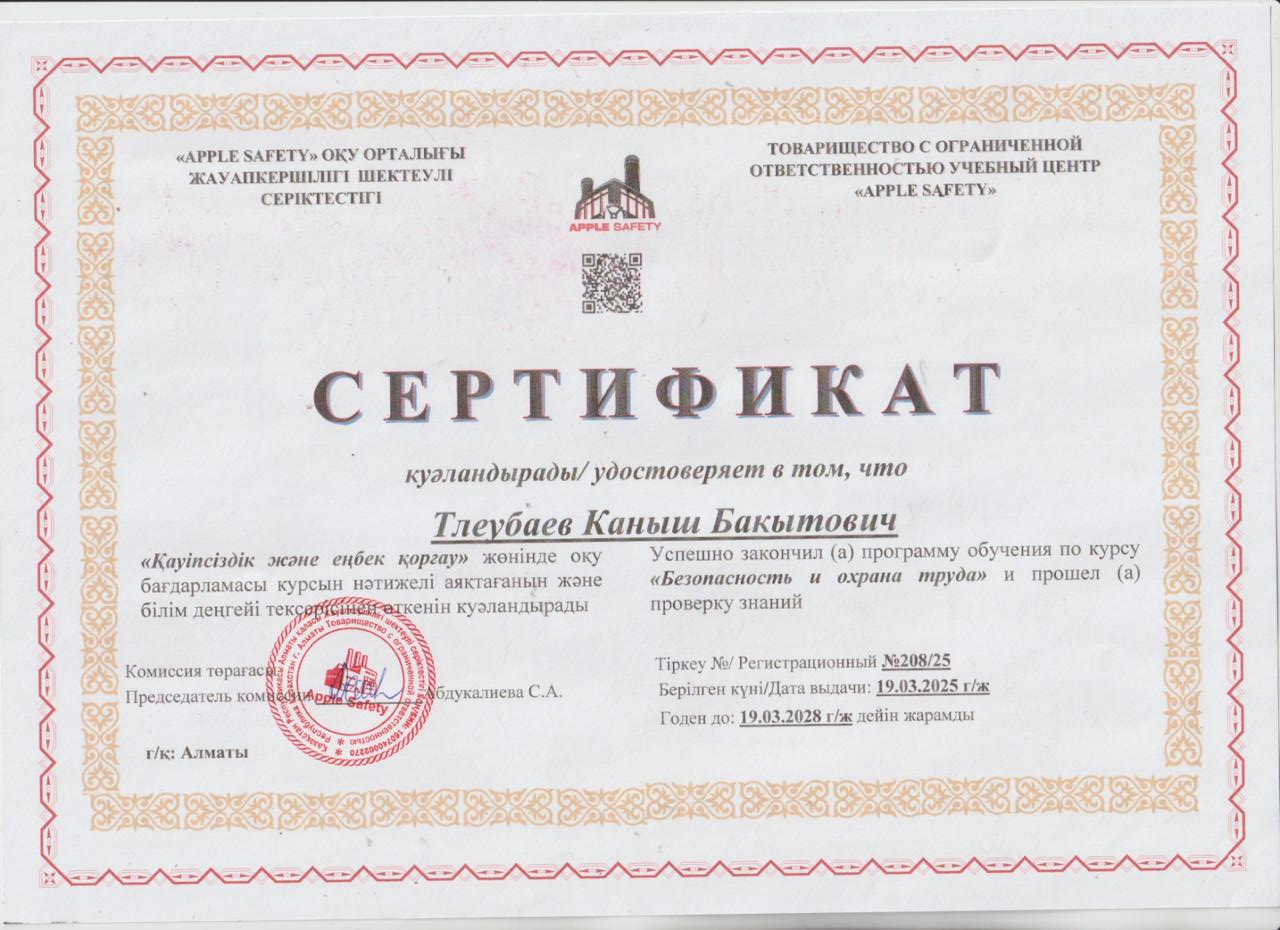 «APPLE SAFETY» ОҚУ ОРТАЛЫҒЫ
ЖАУАПКЕРШІЛІГІ ШЕКТЕУЛІ
СЕРІКТЕСТІГІ
ТОВАРИЩЕСТВО С ОГРАНИЧЕННОЙ
ОТВЕТСТВЕННОСТЬЮ УЧЕБНЫЙ ЦЕНТР
«APPLE SAFETY»
APPLE SAFETY
СЕРТИФИКАТ
куәландырады/ удостоверяет в том, что
Тлеубаев Каныш Бакытович
«Қауіпсіздік және еңбек қорғау» жөнінде оқу
бағдарламасы курсын нәтижелі аяқтағанын және
білім деңгейі тексерісінен өткенін куәландырады
Успешно закончил (а) программу обучения по курсу
«Безопасность и охрана труда» и прошел (а)
проверку знаний
Комиссия төрағасы
Председатель комиссии Абдукалиева С.А.
г/қ: Алматы
Тіркеу №/ Регистрационный №208/25
Берілген күні/Дата выдачи: 19.03.2025 г/ж
Годен до: 19.03.2028 г/ж дейін жарамды
Apple Safety